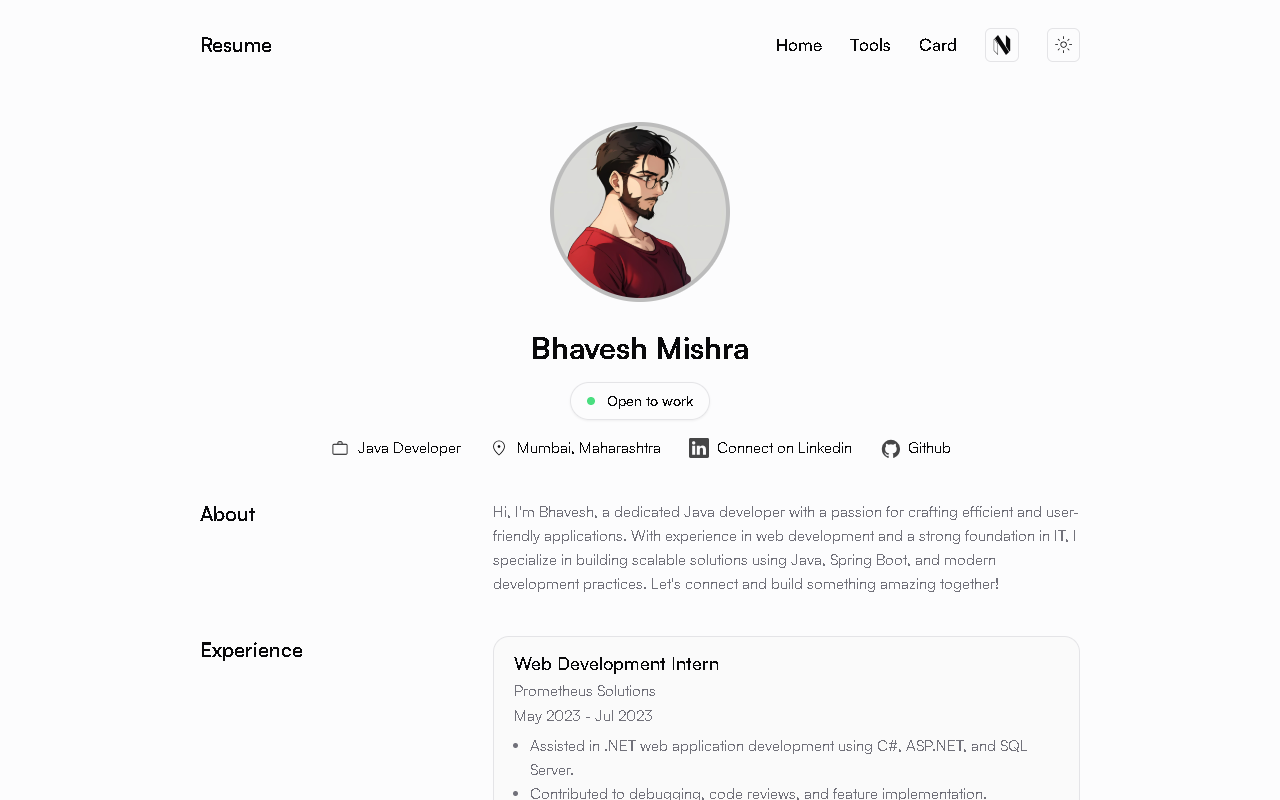 Resume
Home Tools Card
Bhavesh Mishra
Open to work
Java Developer Mumbai, Maharashtra Connect on Linkedin Github
About
Hi, I'm Bhavesh, a dedicated Java developer with a passion for crafting efficient and user-
friendly applications. With experience in web development and a strong foundation in IT, I
specialize in building scalable solutions using Java, Spring Boot, and modern
development practices. Let's connect and build something amazing together!
Experience
Web Development Intern
Prometheus Solutions
May 2023 - Jul 2023
• Assisted in .NET web application development using C#, ASP.NET, and SQL
Server.
• Contributed to debugging, code reviews, and feature implementation.